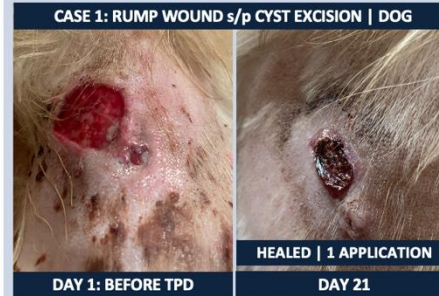 CASE 1: RUMP WOUND s/p CYST EXCISION | DOG
HEALED | 1 APPLICATION
DAY 1: BEFORE TPD
DAY 21